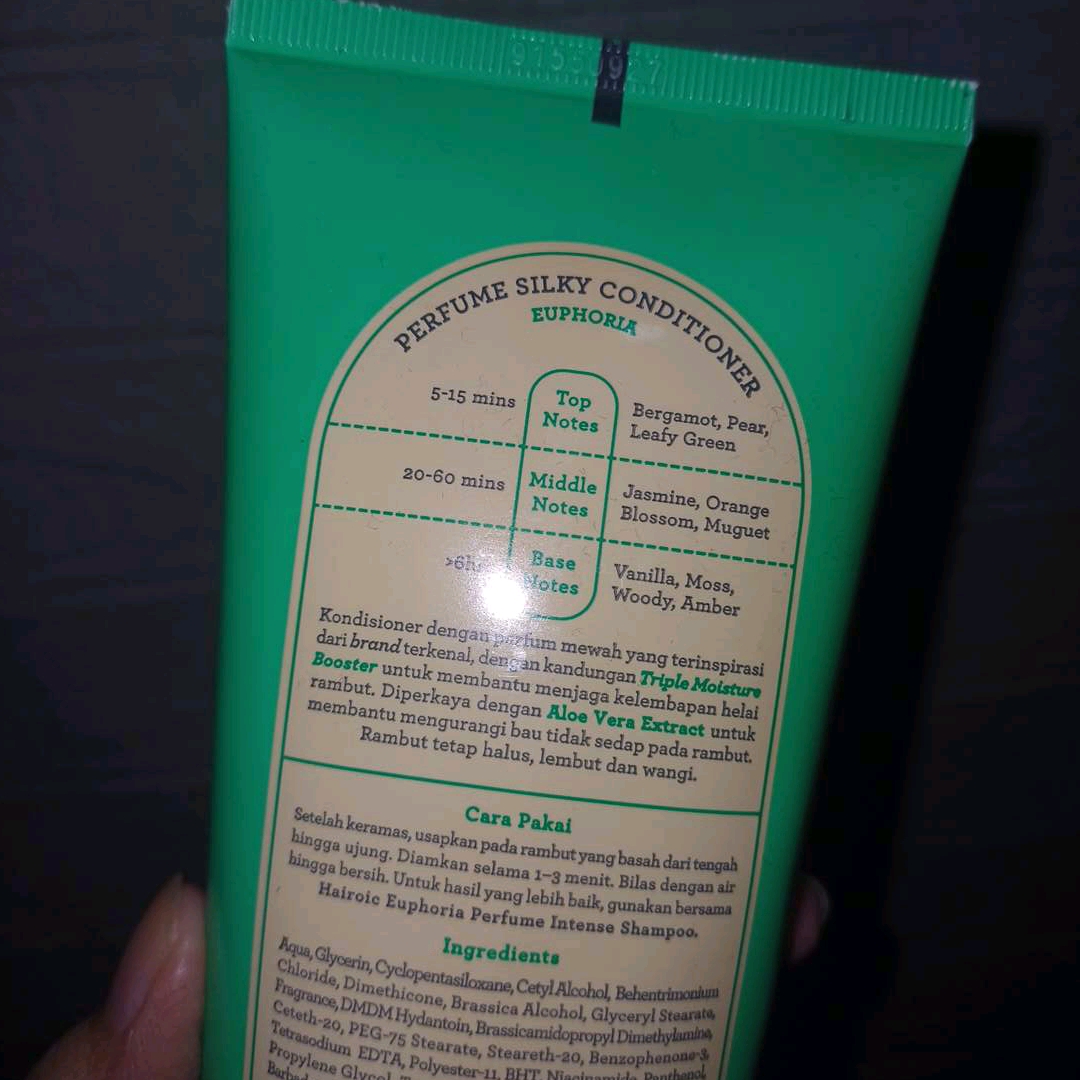 PERFUME SILKY CONDITIONER
EUPHORIA
5-15 mins Top Notes Bergamot, Pear, Leafy Green
20-60 mins Middle Notes Jasmine, Orange Blossom, Muguet
Base Notes Vanilla, Moss, Woody, Amber
Kondisioner dengan parfum mewah yang terinspirasi
dari brand terkenal, dengan kandungan Triple Moisture
Booster untuk membantu menjaga kelembapan helai
rambut. Diperkaya dengan Aloe Vera Extract untuk
membantu mengurangi bau tidak sedap pada rambut.
Rambut tetap halus, lembut dan wangi.
Cara Pakai
Setelah keramas, usapkan pada rambut yang basah dari tengah
hingga ujung. Diamkan selama 1-3 menit. Bilas dengan air
hingga bersih. Untuk hasil yang lebih baik, gunakan bersama
Hairoic Euphoria Perfume Intense Shampoo.
Ingredients
Aqua, Glycerin, Cyclopentasiloxane, Cetyl Alcohol, Behentrimonium
Chloride, Dimethicone, Brassica Alcohol, Glyceryl Stearate,
Fragrance, DMDM Hydantoin, Brassicamidopropyl Dimethylamine,
Ceteth-20, PEG-75 Stearate, Steareth-20, Benzophenone-3,
Tetrasodium EDTA, Polyester-11, BHT, Niacinamide, Panthenol,
Propylene Glycol,